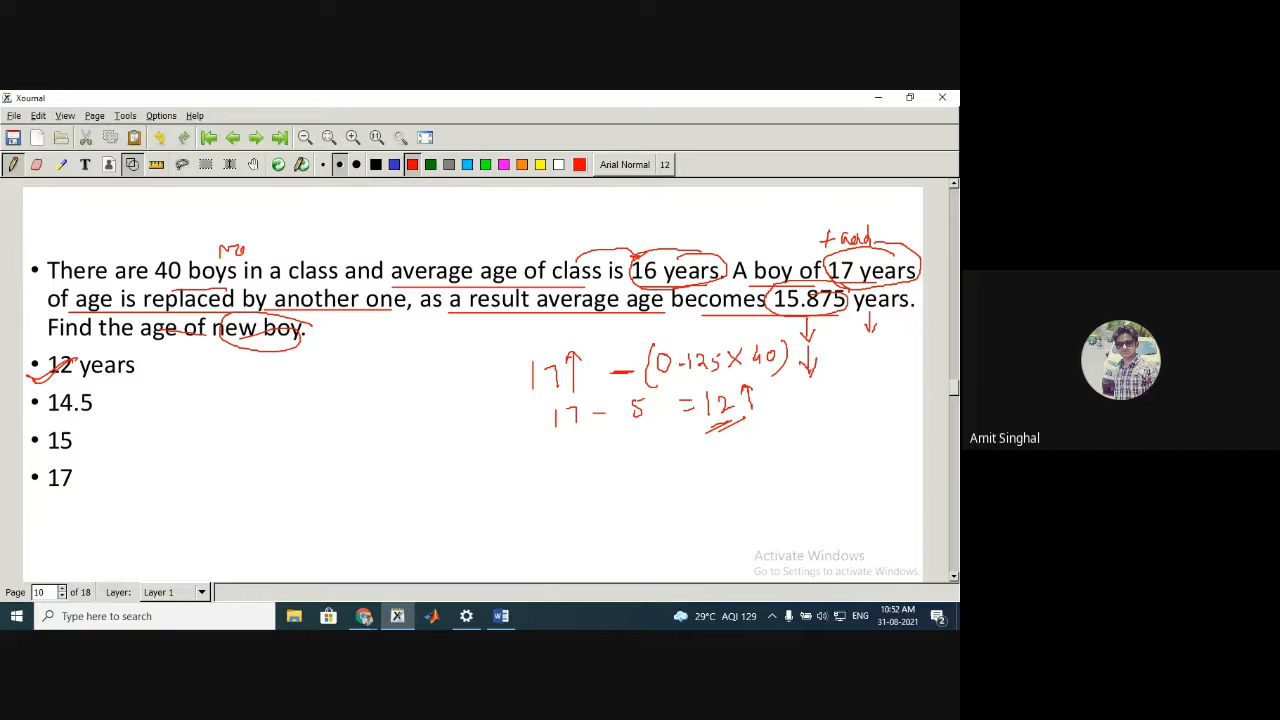 Xournal
File Edit View Page Tools Options Help
Arial Normal 12
+ add
No
• There are 40 boys in a class and average age of class is 16 years. A boy of 17 years
of age is replaced by another one, as a result average age becomes 15.875 years.
Find the age of new boy.
• 12 years
• 14.5
• 15
• 17
17↑ - (0.125 × 40) ↓
17 - 5 = 12↑
Amit Singhal
Activate Windows
Go to Settings to activate Windows.
Page 10 of 18 Layer: Layer 1
Type here to search
29°C AQI 129
ENG
10:52 AM
31-08-2021
2